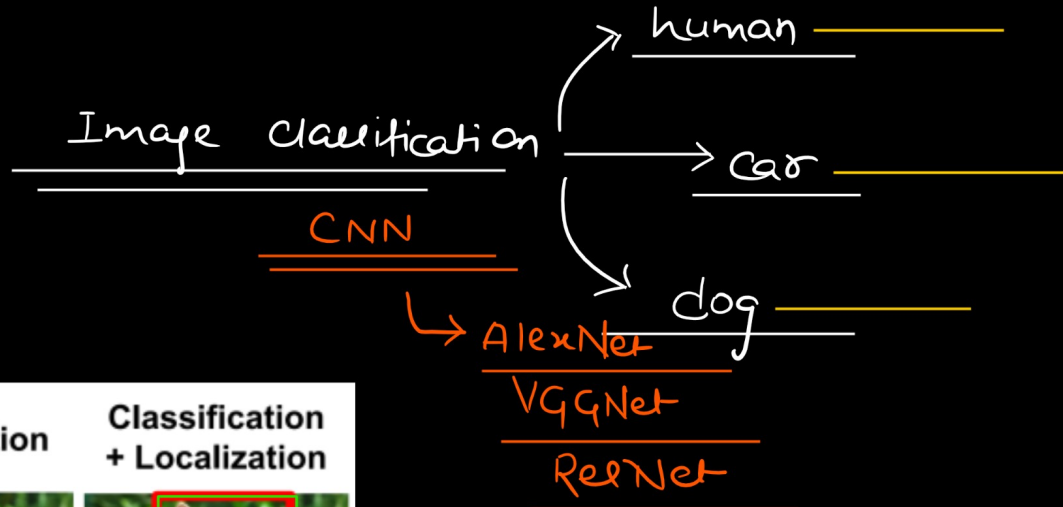 human
Image classification
car
CNN
dog
AlexNet
VGGNet
ResNet
Classification
+ Localization
ion